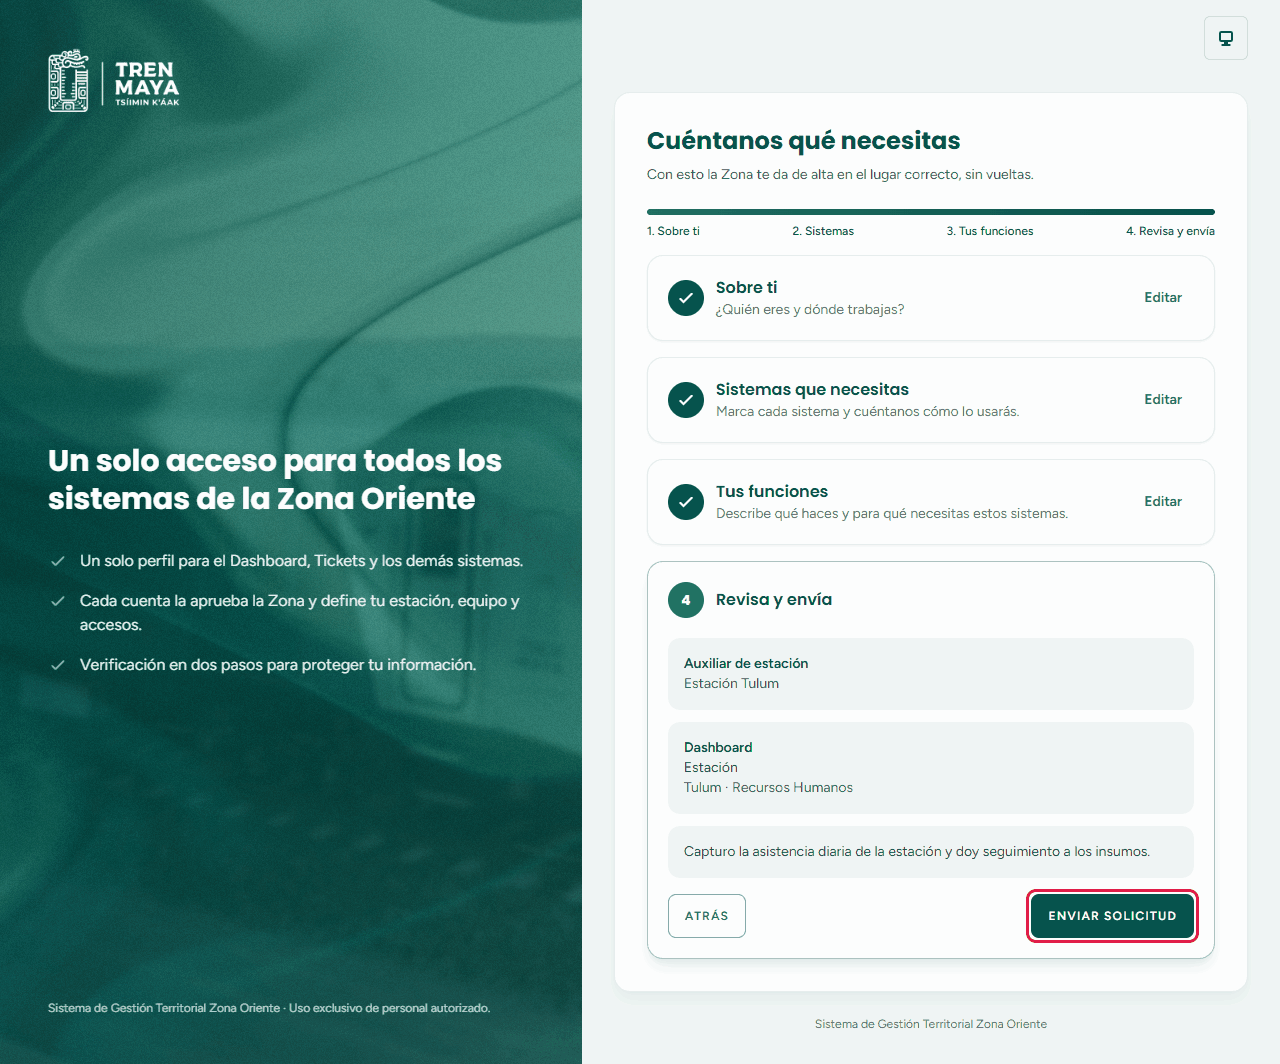 TREN
MAYA
TSÍIMIN K'ÁAK
Un solo acceso para todos los
sistemas de la Zona Oriente
Un solo perfil para el Dashboard, Tickets y los demás sistemas.
Cada cuenta la aprueba la Zona y define tu estación, equipo y
accesos.
Verificación en dos pasos para proteger tu información.
Sistema de Gestión Territorial Zona Oriente · Uso exclusivo de personal autorizado.
Cuéntanos qué necesitas
Con esto la Zona te da de alta en el lugar correcto, sin vueltas.
1. Sobre ti 2. Sistemas 3. Tus funciones 4. Revisa y envía
Sobre ti
¿Quién eres y dónde trabajas?
Editar
Sistemas que necesitas
Marca cada sistema y cuéntanos cómo lo usarás.
Editar
Tus funciones
Describe qué haces y para qué necesitas estos sistemas.
Editar
4 Revisa y envía
Auxiliar de estación
Estación Tulum
Dashboard
Estación
Tulum · Recursos Humanos
Capturo la asistencia diaria de la estación y doy seguimiento a los insumos.
ATRÁS ENVIAR SOLICITUD
Sistema de Gestión Territorial Zona Oriente